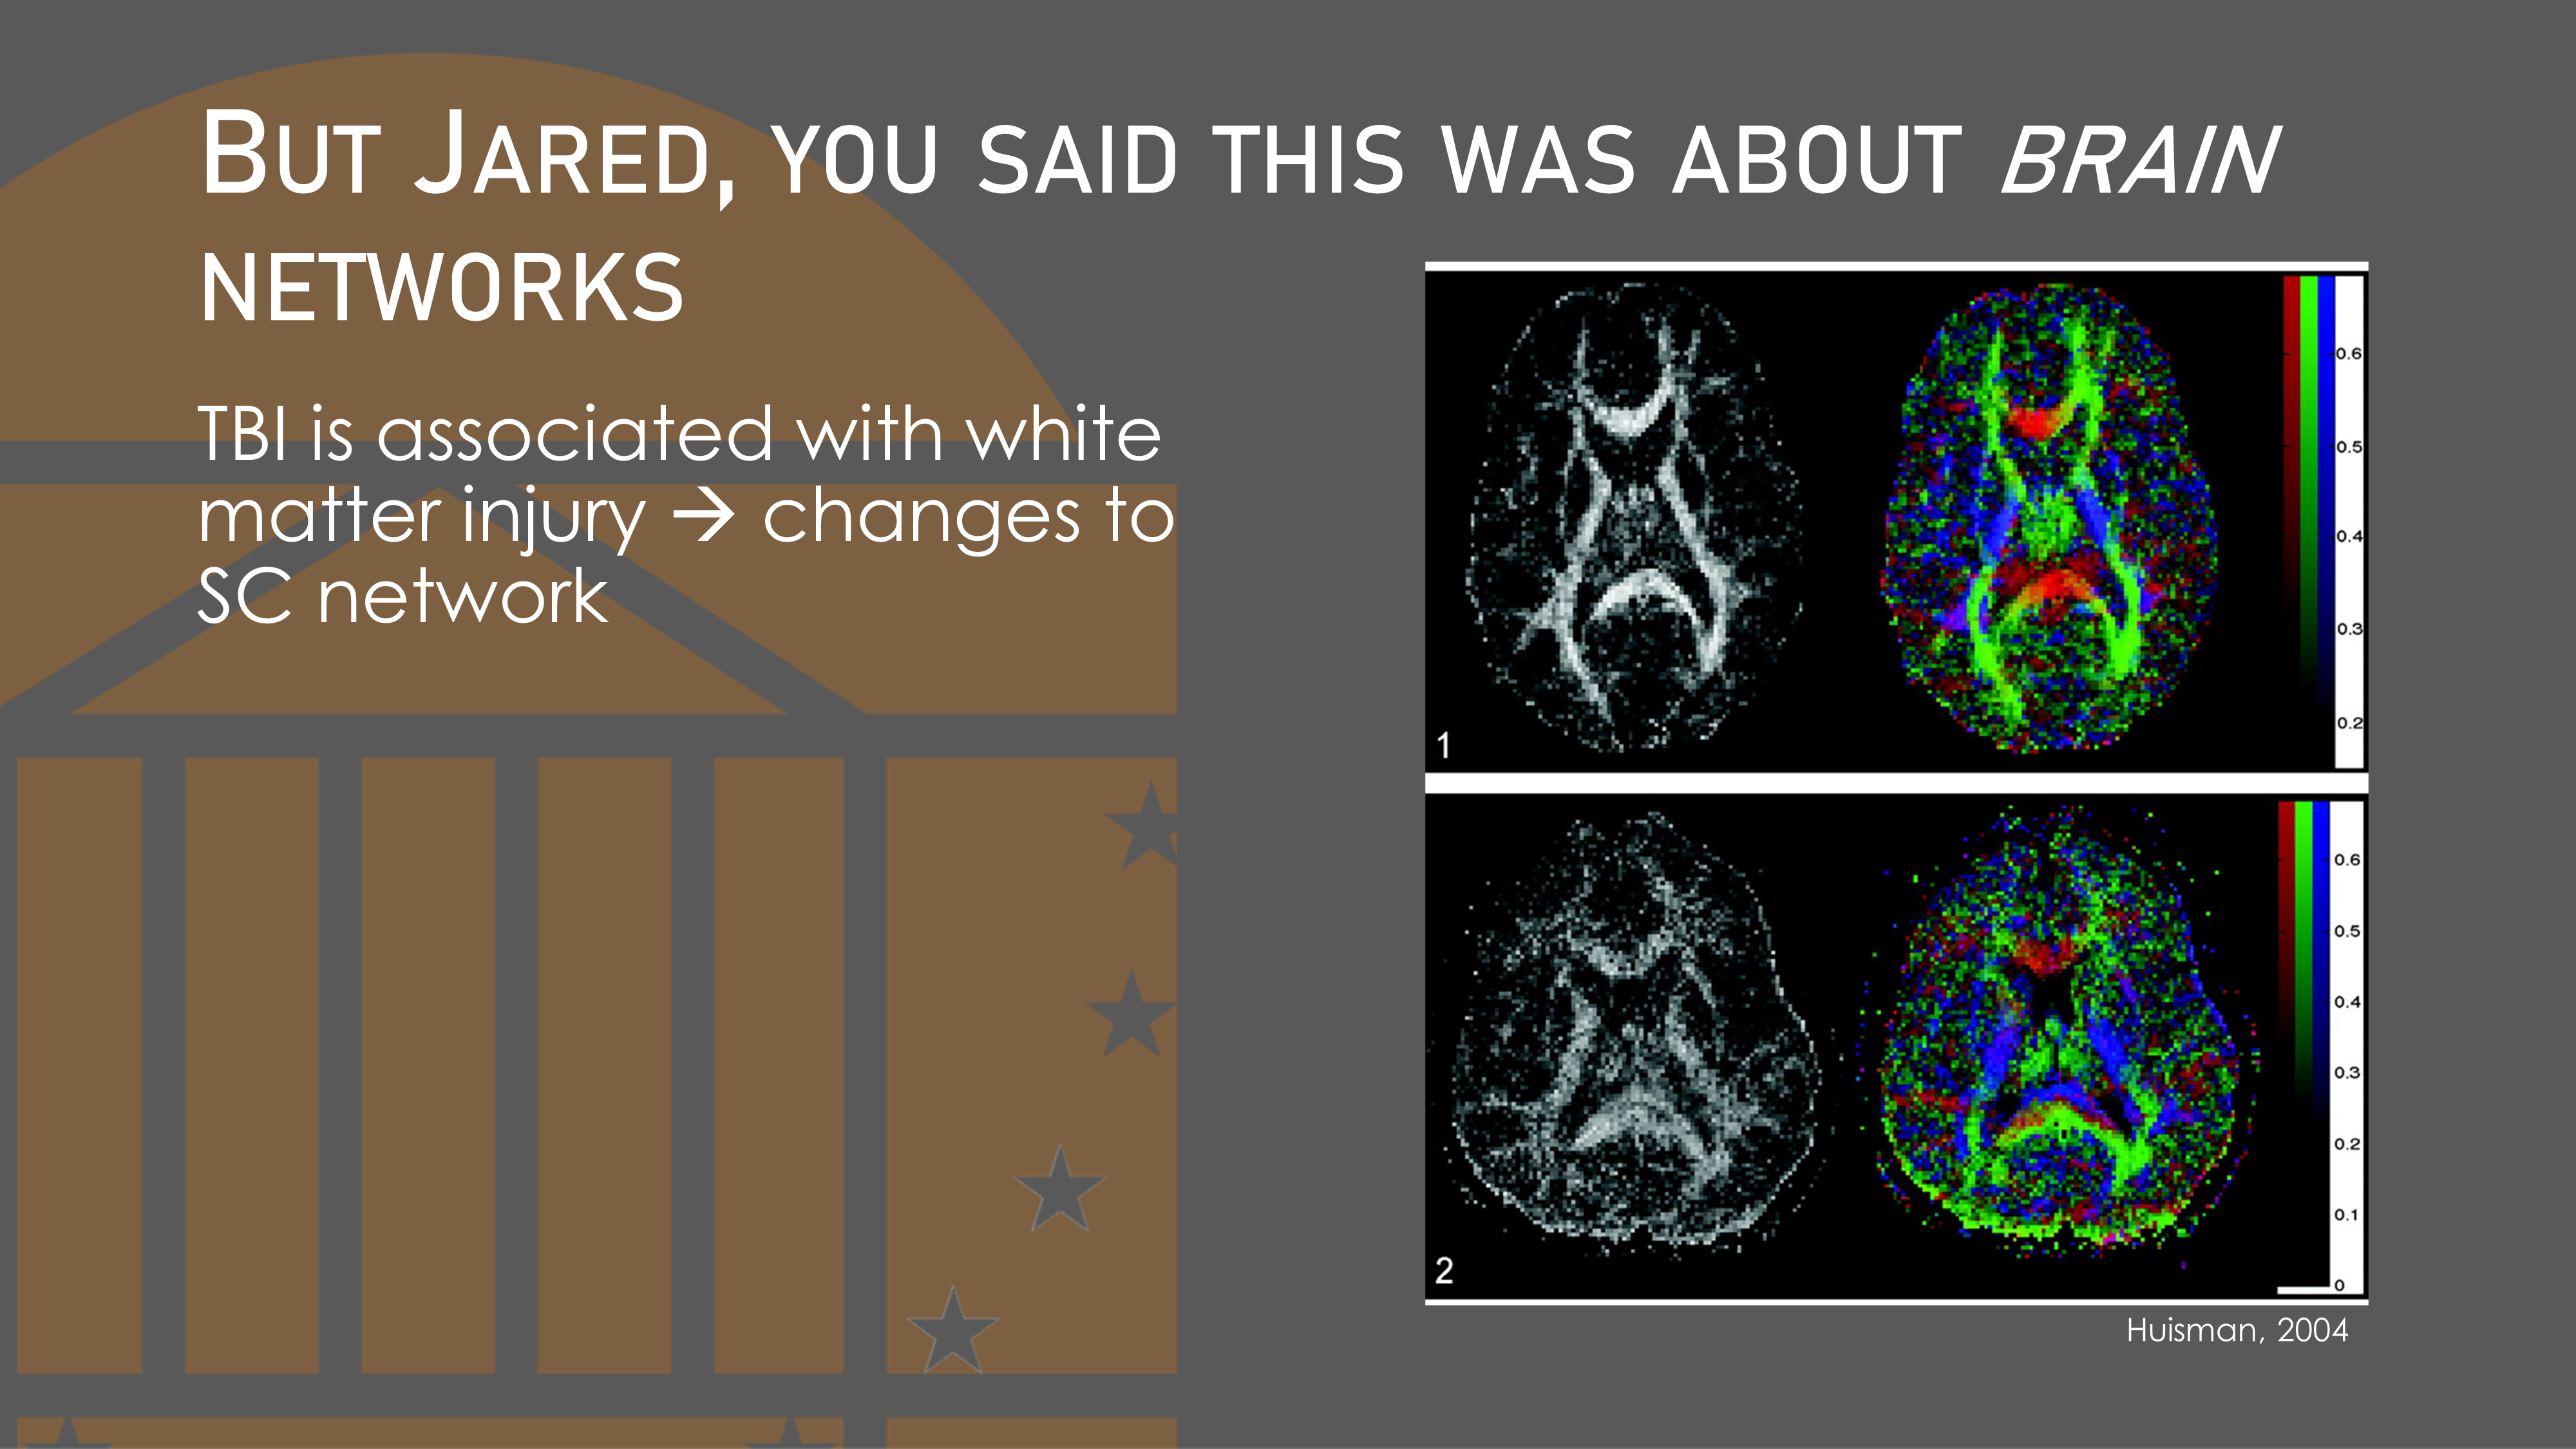 But Jared, you said this was about brain
networks
TBI is associated with white
matter injury → changes to
SC network
0.6
0.5
0.4
0.3
0.2
1
0.6
0.5
0.4
0.3
0.2
0.1
0
2
Huisman, 2004